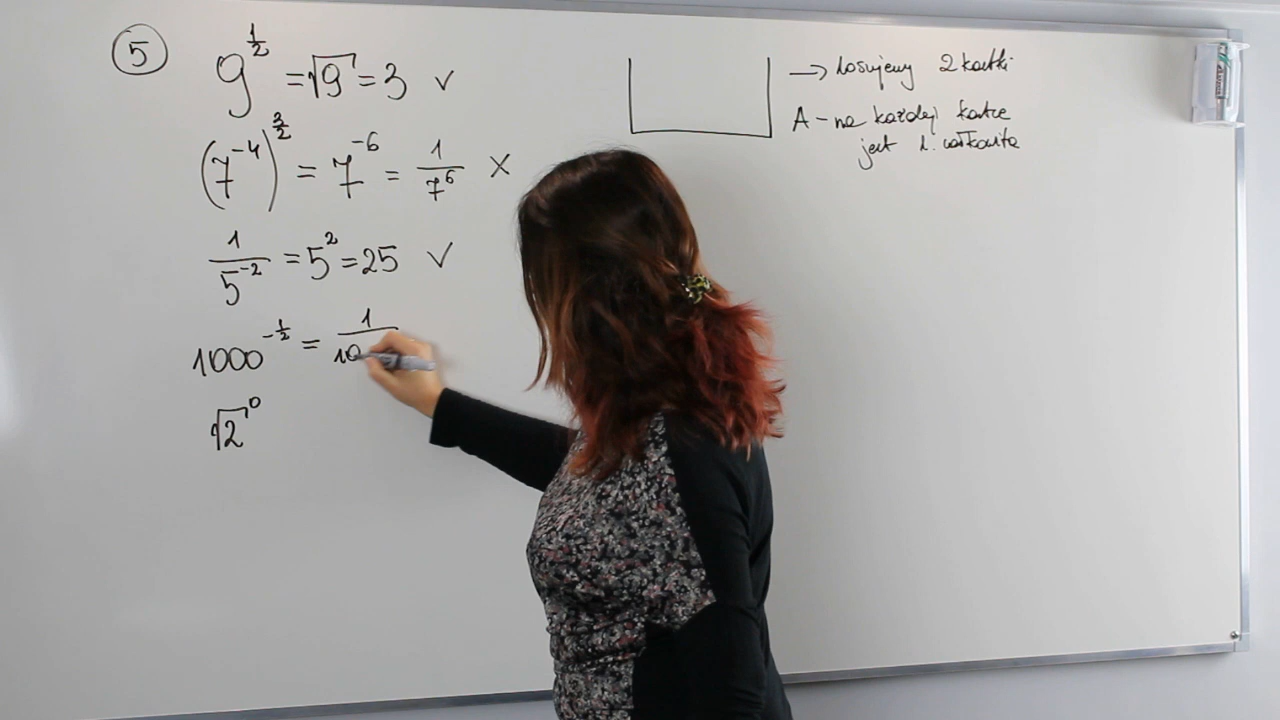 5
9^{1/2} = √9 = 3 ✓
(7^{-4})^{3/2} = 7^{-6} = 1/7^6 ×
1/5^{-2} = 5^2 = 25 ✓
1000^{-1/2} = 1/10
√2^0
→ losujemy 2 kartki
A - na każdej kartce
jest l. całkowita